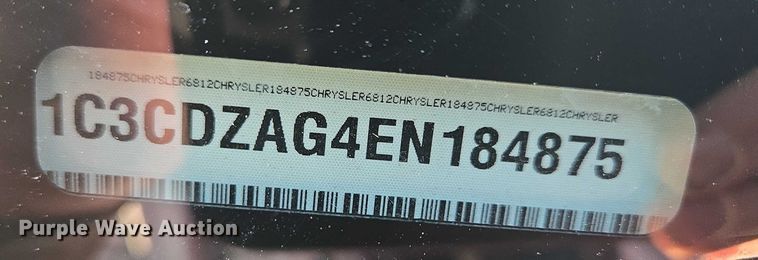 184875CHRYSLER6812CHRYSLER184875CHRYSLER6812CHRYSLER184875CHRYSLER6812CHRYSLER
1C3CDZAG4EN184875
Purple Wave Auction